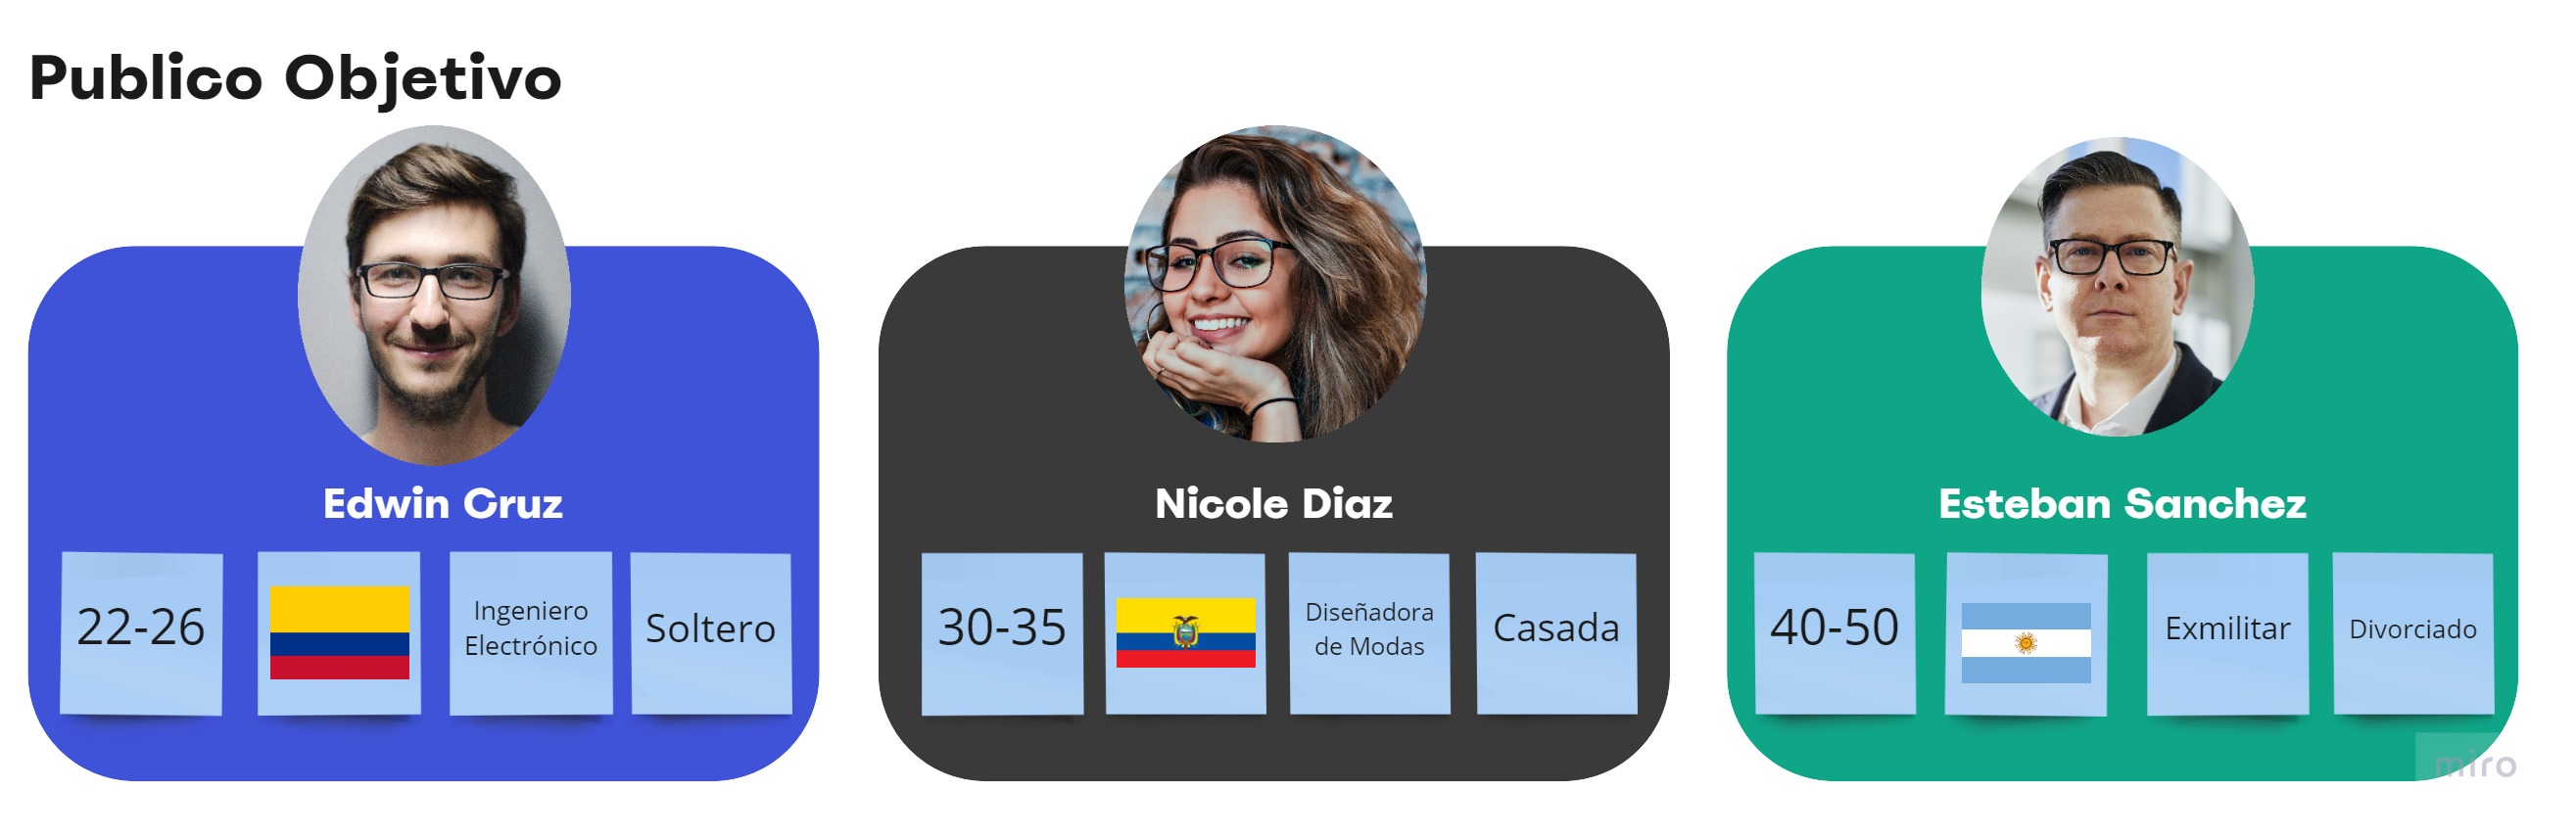 Publico Objetivo
Edwin Cruz
22-26
Ingeniero
Electrónico
Soltero
Nicole Diaz
30-35
Diseñadora
de Modas
Casada
Esteban Sanchez
40-50
Exmilitar
Divorciado
miro